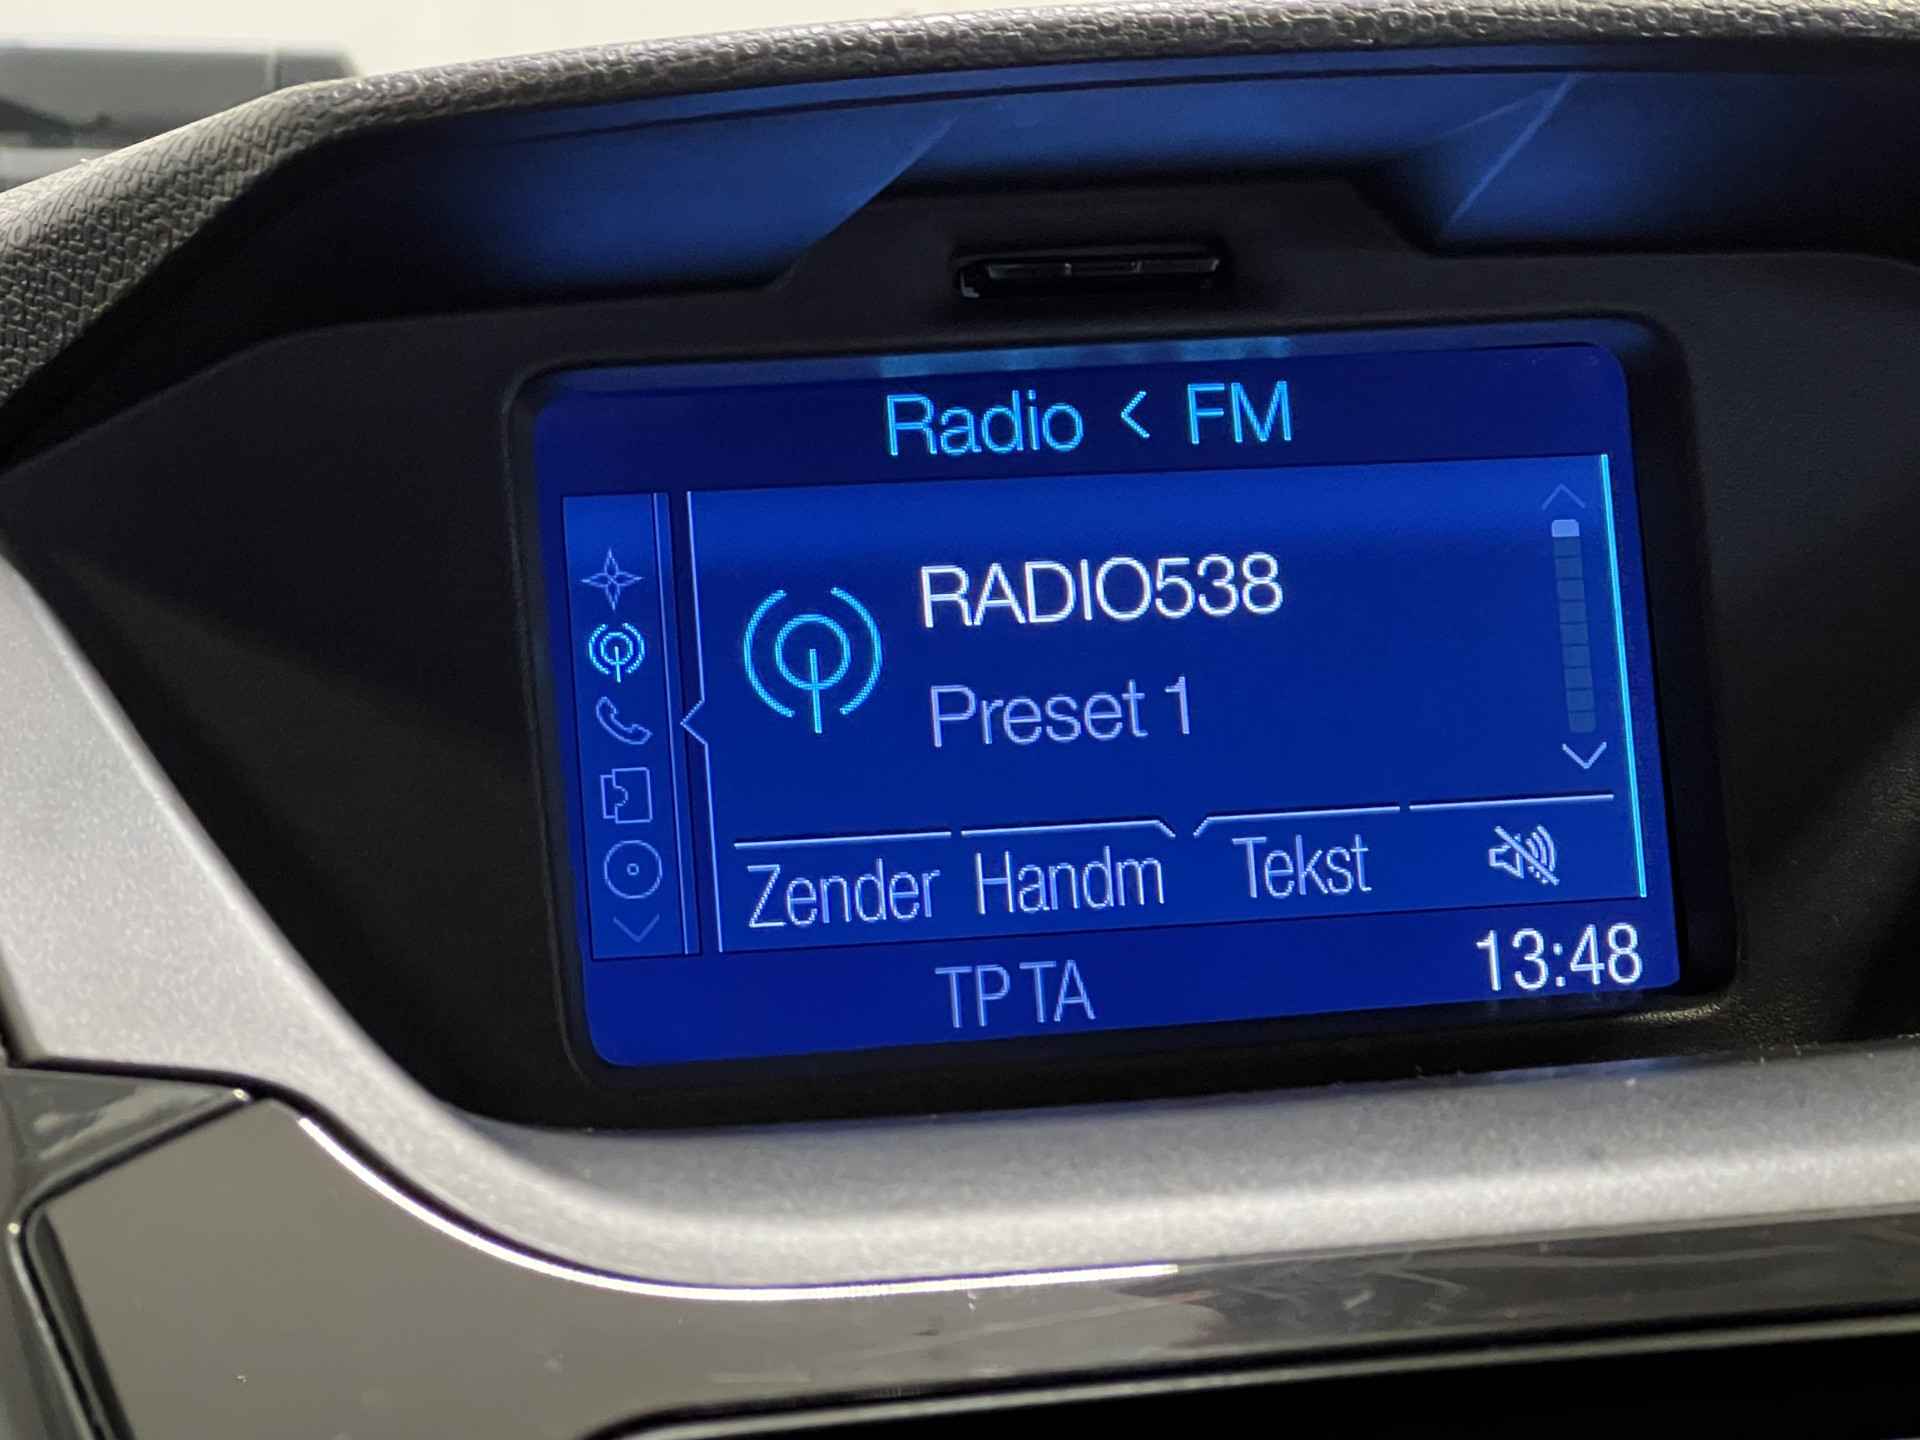 Radio < FM
RADIO538
Preset 1
Zender Handm Tekst
TP TA 13:48